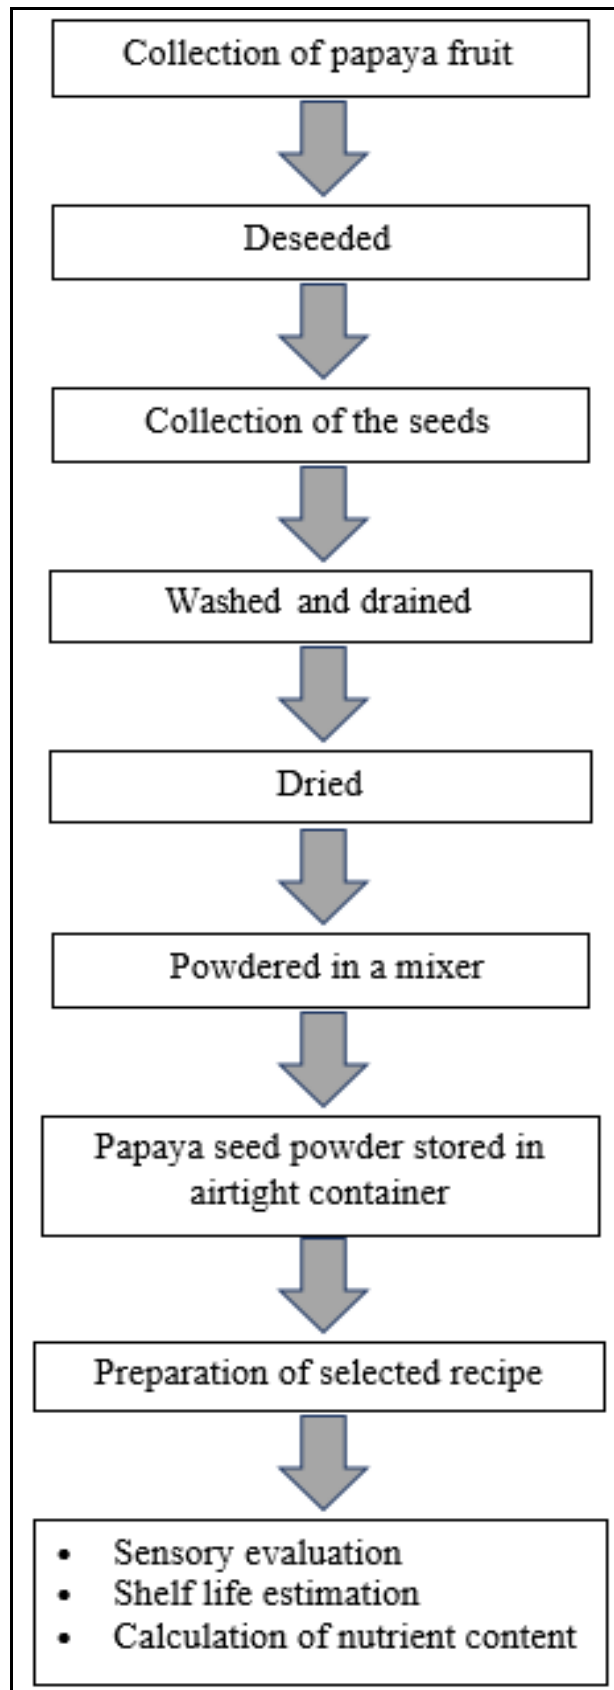 Collection of papaya fruit
Deseeded
Collection of the seeds
Washed and drained
Dried
Powdered in a mixer
Papaya seed powder stored in
airtight container
Preparation of selected recipe
• Sensory evaluation
• Shelf life estimation
• Calculation of nutrient content